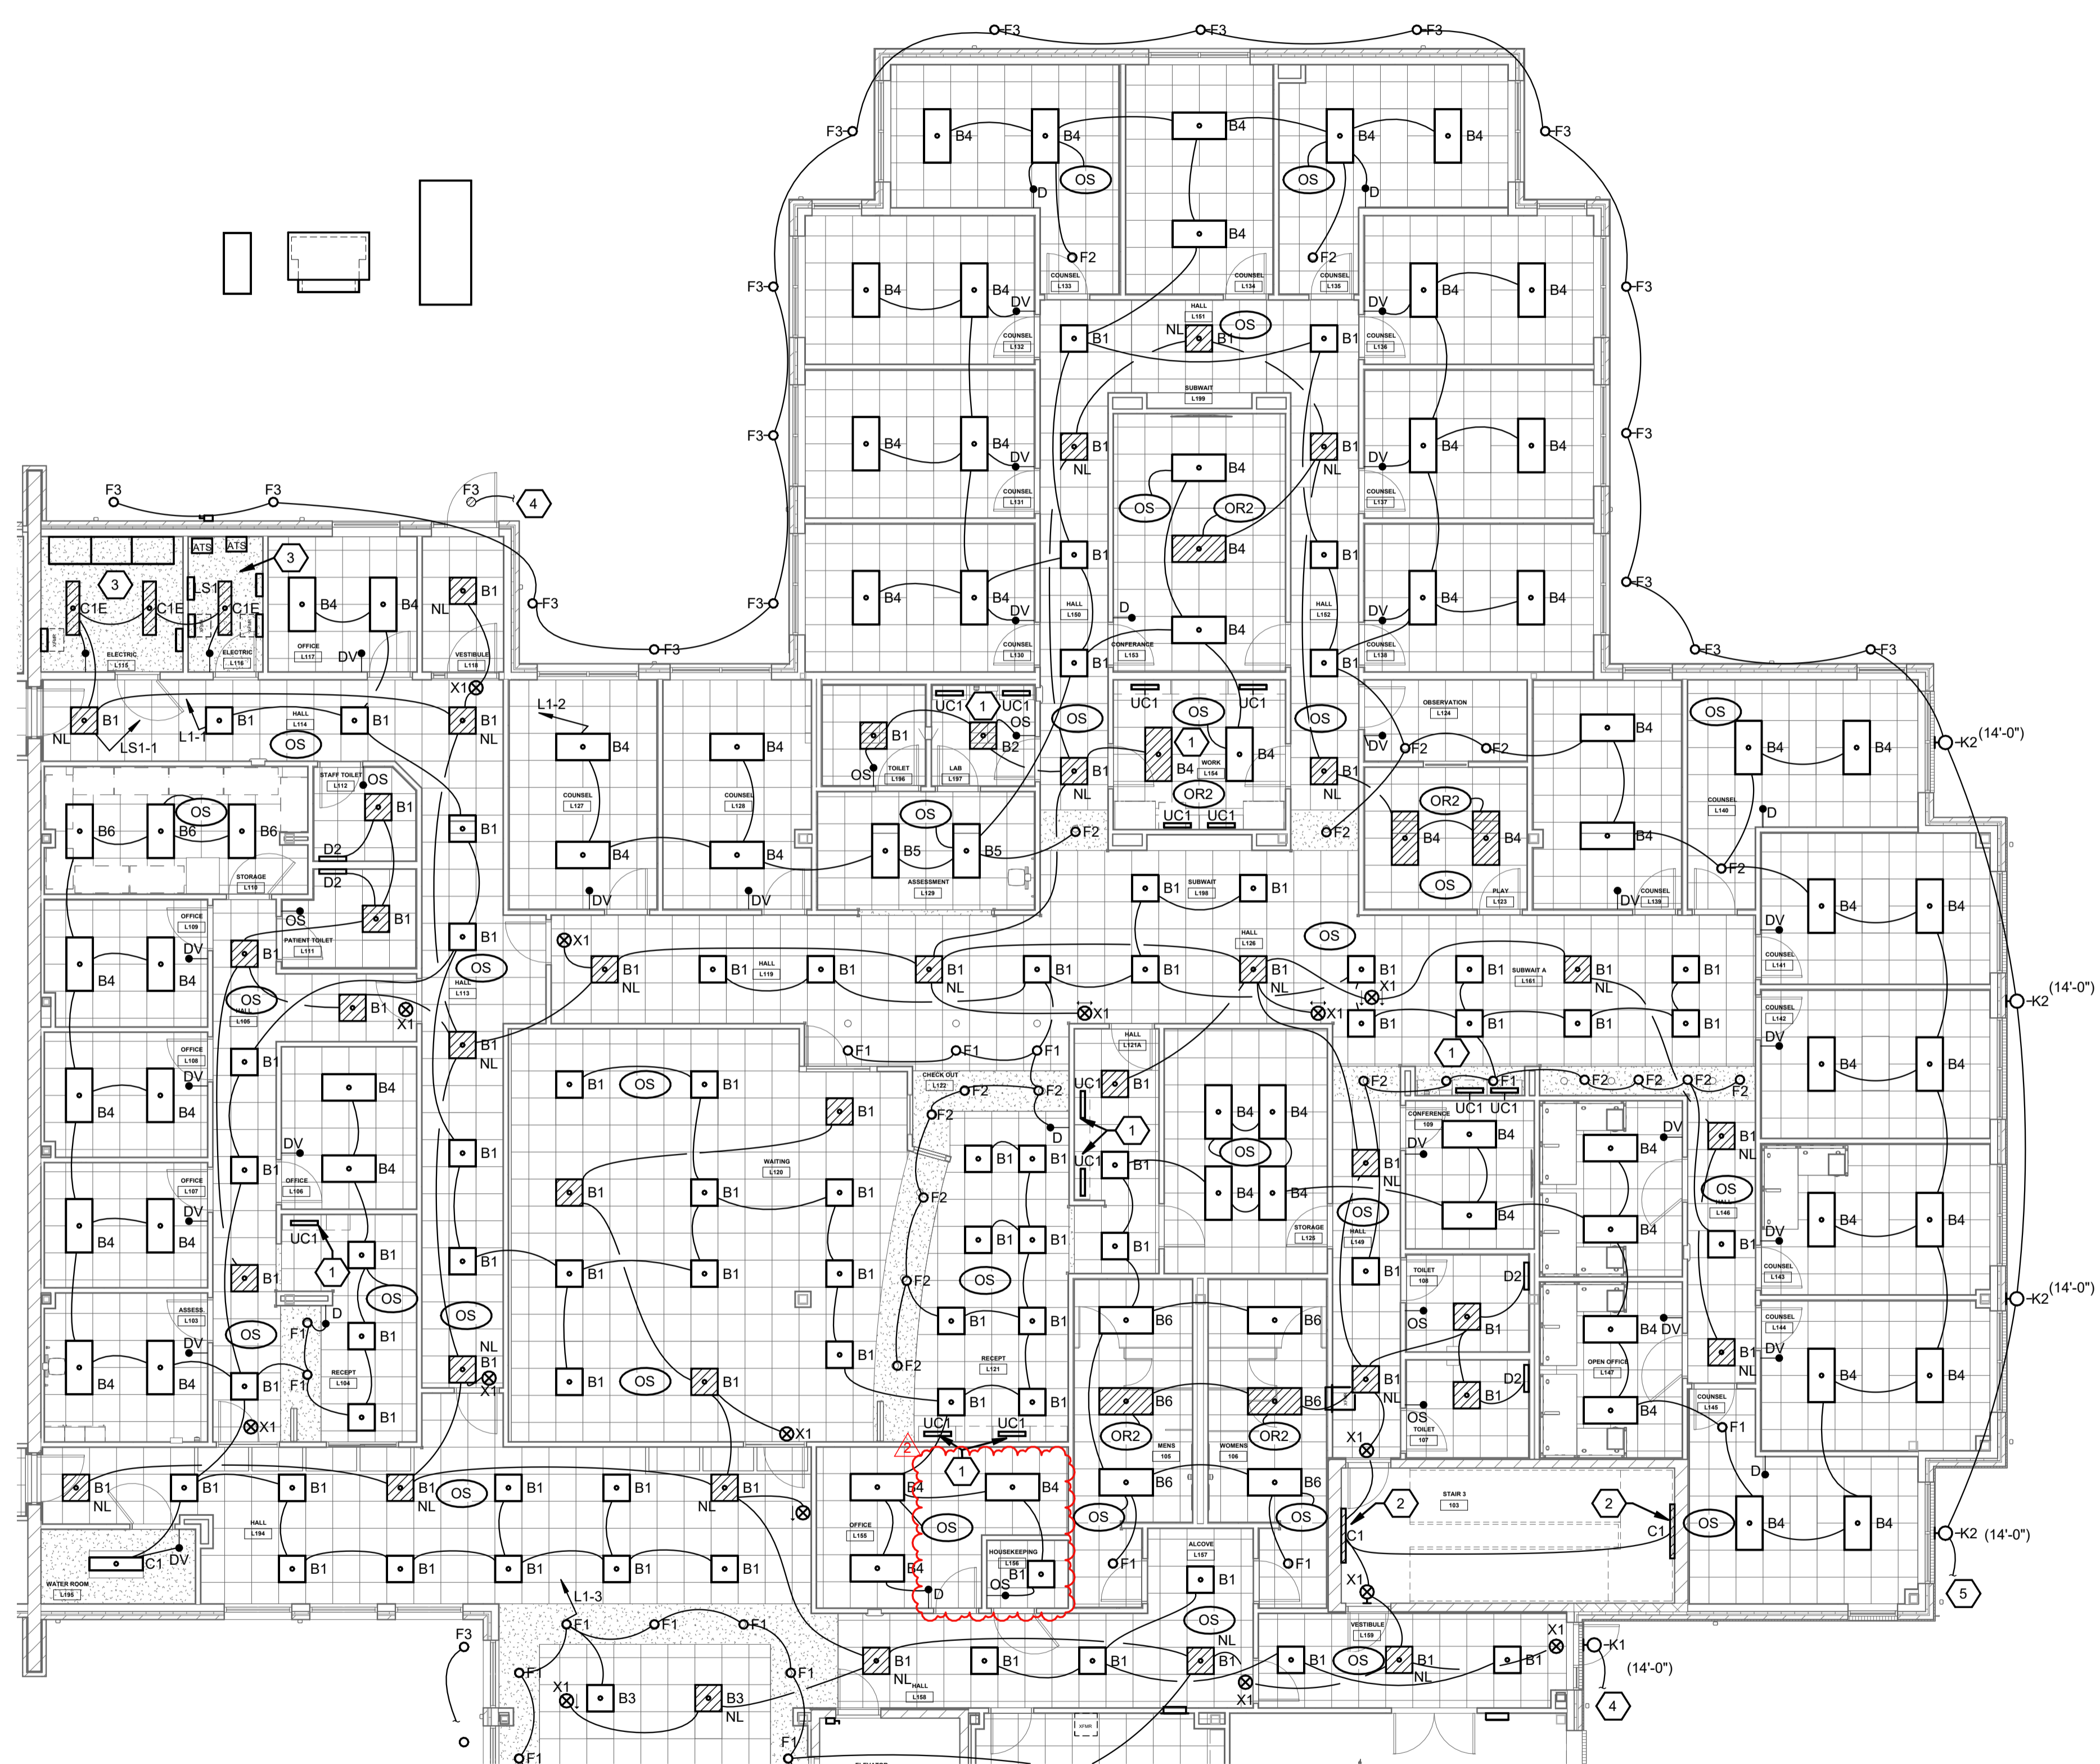 F3
F3
F3
F3
F3
B4
B4
B4
B4
B4
OS
OS
D
D
B4
F2
F2
COUNSEL
L133
COUNSEL
L134
COUNSEL
L135
F3
F3
B4
B4
DV
COUNSEL
L132
HALL
L151
OS
NL
B1
B1
B1
DV
B4
B4
COUNSEL
L136
SUBWAIT
L199
F3
F3
B4
B4
DV
COUNSEL
L131
B1
NL
B4
OS
OR2
B4
B1
NL
DV
B4
B4
COUNSEL
L137
F3
F3
F3
4
ATS
ATS
3
3
LS1
C1E
C1E
C1E
XFMR
XFMR
XFMR
ELECTRIC
L115
ELECTRIC
L116
B4
B4
OFFICE
L117
DV
B1
NL
VESTIBULE
L118
F3
F3
F3
F3
B4
B4
DV
COUNSEL
L130
B1
HALL
L150
B1
D
CONFERANCE
L153
B4
B1
HALL
L152
B1
DV
B4
B4
COUNSEL
L138
F3
F3
X1
B1
NL
LS1-1
L1-1
B1
HALL
L114
OS
B1
B1
NL
L1-2
B4
B4
COUNSEL
L127
COUNSEL
L128
B4
B4
DV
DV
UC1
UC1
1
OS
B1
B2
OS
TOILET
L196
LAB
L197
OS
B1
NL
UC1
UC1
OS
1
B4
B4
WORK
L154
OR2
UC1
UC1
OS
B1
NL
OBSERVATION
L124
DV
F2
F2
B4
B4
OS
B4
B4
K2
(14'-0")
COUNSEL
L140
D
F2
STAFF TOILET
L112
OS
B1
D2
D2
OS
B6
B6
B6
STORAGE
L110
B1
OS
B5
B5
ASSESSMENT
L129
F2
F2
OR2
B4
B4
OS
PLAY
L123
DV
COUNSEL
L139
OFFICE
L109
DV
B4
B4
OS
PATIENT TOILET
L111
B1
B1
OS
HALL
L105
B1
X1
B1
OS
HALL
L113
B1
NL
X1
B1
NL
B1
HALL
L119
B1
B1
NL
B1
B1
SUBWAIT
L198
B1
B1
HALL
L126
OS
B1
NL
X1
X1
X1
B1
B1
SUBWAIT A
L161
B1
NL
B1
B1
B1
B1
B1
DV
B4
B4
COUNSEL
L141
K2
(14'-0")
OFFICE
L108
DV
B4
B4
B1
B4
B4
DV
OFFICE
L106
B1
OS
B1
WAITING
L120
B1
B1
B1
B1
F1
F1
F1
CHECK OUT
L122
F2
F2
F2
D
HALL
L121A
B1
UC1
UC1
1
B1
B1
B4
B4
OS
B4
B4
STORAGE
L125
F2
F1
1
UC1
UC1
F2
F2
F2
F2
CONFERENCE
109
DV
B4
B4
B1
NL
DV
B4
B4
B1
NL
OS
HALL
L146
B1
COUNSEL
L142
DV
B4
B4
OFFICE
L107
DV
B4
B4
B1
B1
B1
UC1
1
B1
OS
D
F1
F1
B1
B1
RECEPT
L104
ASSESS.
L103
DV
B4
B4
OS
B1
X1
B1
B1
OS
NL
B1
X1
B1
B1
B1
B1
B1
OS
B1
X1
F2
F2
F2
B1
B1
B1
B1
OS
B1
B1
RECEPT
L121
B1
B1
UC1
UC1
B6
B6
B6
B6
OR2
OR2
MENS
105
WOMENS
106
B6
B6
OS
OS
F1
F1
OS
HALL
L149
B1
B1
NL
X1
TOILET
108
D2
OS
B1
B1
D2
OS
TOILET
107
B4
DV
OPEN OFFICE
L147
B4
B1
NL
COUNSEL
L145
F1
B4
B4
DV
COUNSEL
L143
COUNSEL
L144
DV
B4
B4
K2
(14'-0")
B1
NL
B1
B1
B1
NL
OS
B1
B1
B1
NL
HALL
L194
B1
B1
B1
B1
B1
C1
DV
WATER ROOM
L195
L1-3
2
B4
1
B4
OS
OFFICE
L155
B4
D
HOUSEKEEPING
L156
B1
OS
ALCOVE
L157
B1
OS
NL
2
STAIR 3
103
2
C1
C1
X1
D
OS
B4
B4
K2
(14'-0")
5
F3
F1
F1
F1
F1
F1
X1
B3
B3
NL
F1
F1
B1
NL
HALL
L158
B1
B1
B1
X1
VESTIBULE
L159
B1
OS
B1
NL
B1
X1
K1
(14'-0")
4
XFMR